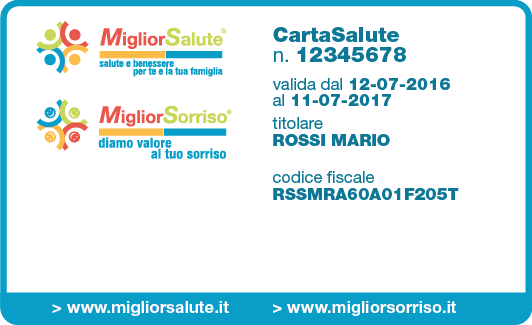 MigliorSalute®
salute e benessere
per te e la tua famiglia
MigliorSorriso®
diamo valore
al tuo sorriso
CartaSalute
n. 12345678
valida dal 12-07-2016
al 11-07-2017
titolare
ROSSI MARIO
codice fiscale
RSSMRA60A01F205T
> www.migliorsalute.it
> www.migliorsorriso.it